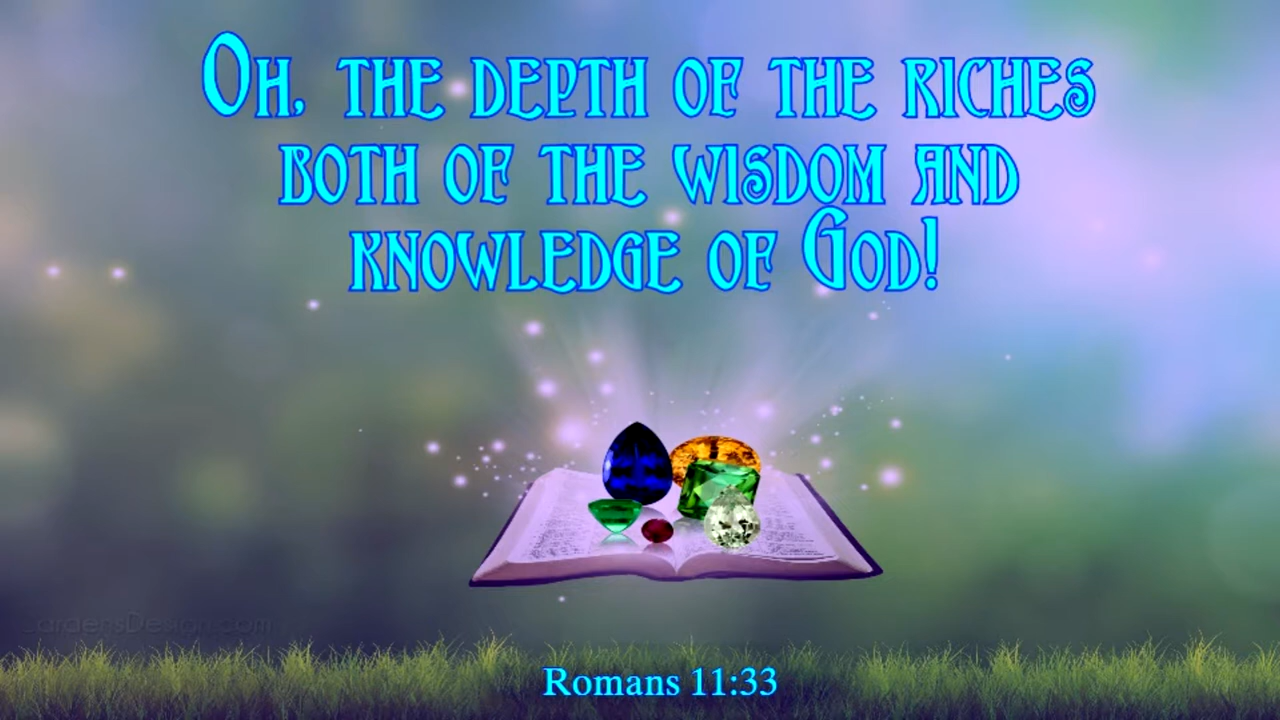 Oh, the depth of the riches
both of the wisdom and
knowledge of God!
Romans 11:33